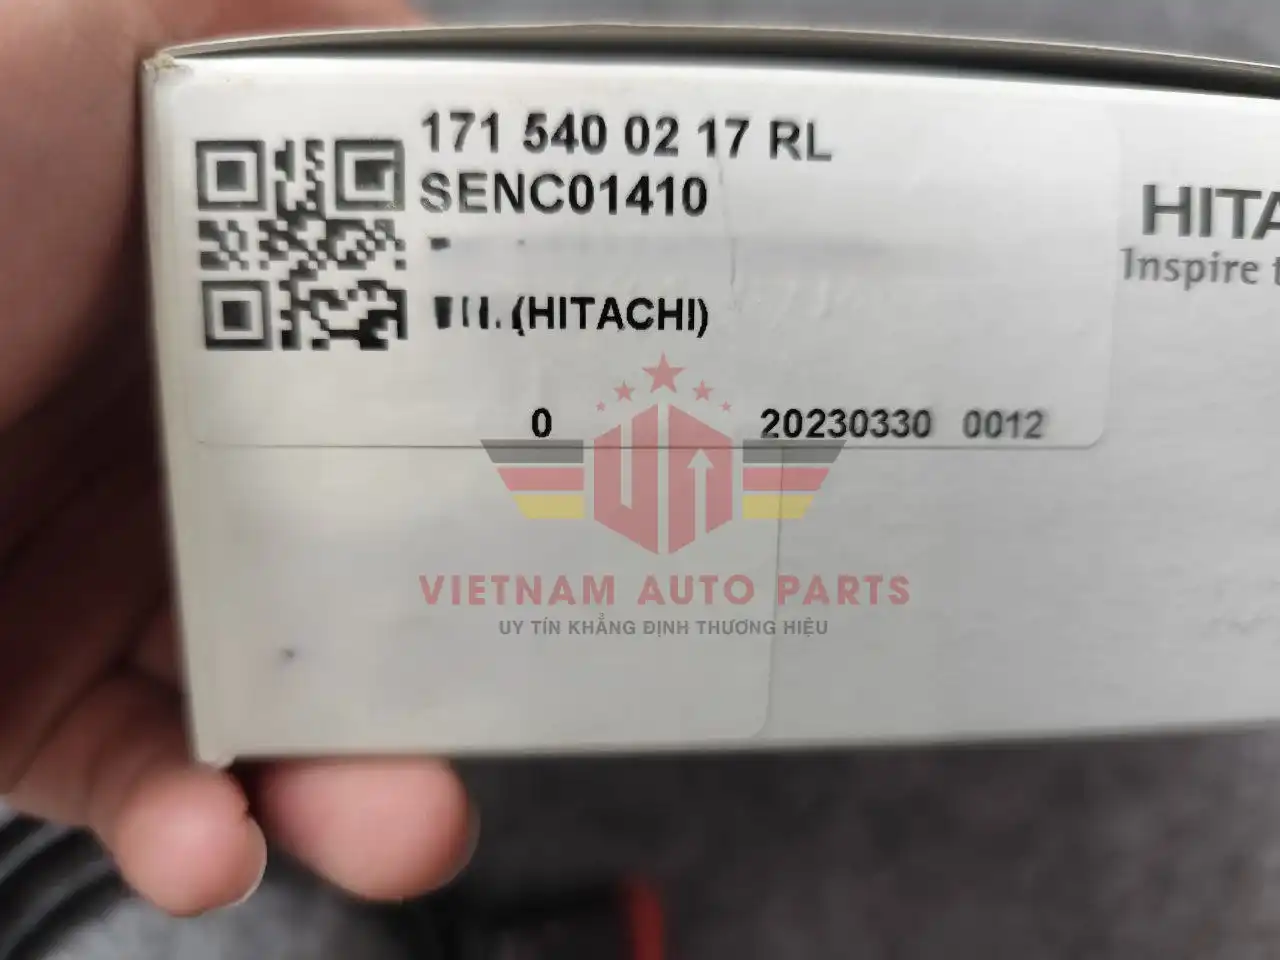 171 540 02 17 RL
SENC01410
(HITACHI)
0 20230330 0012
Inspire
VIETNAM AUTO PARTS
UY TÍN KHẲNG ĐỊNH THƯƠNG HIỆU